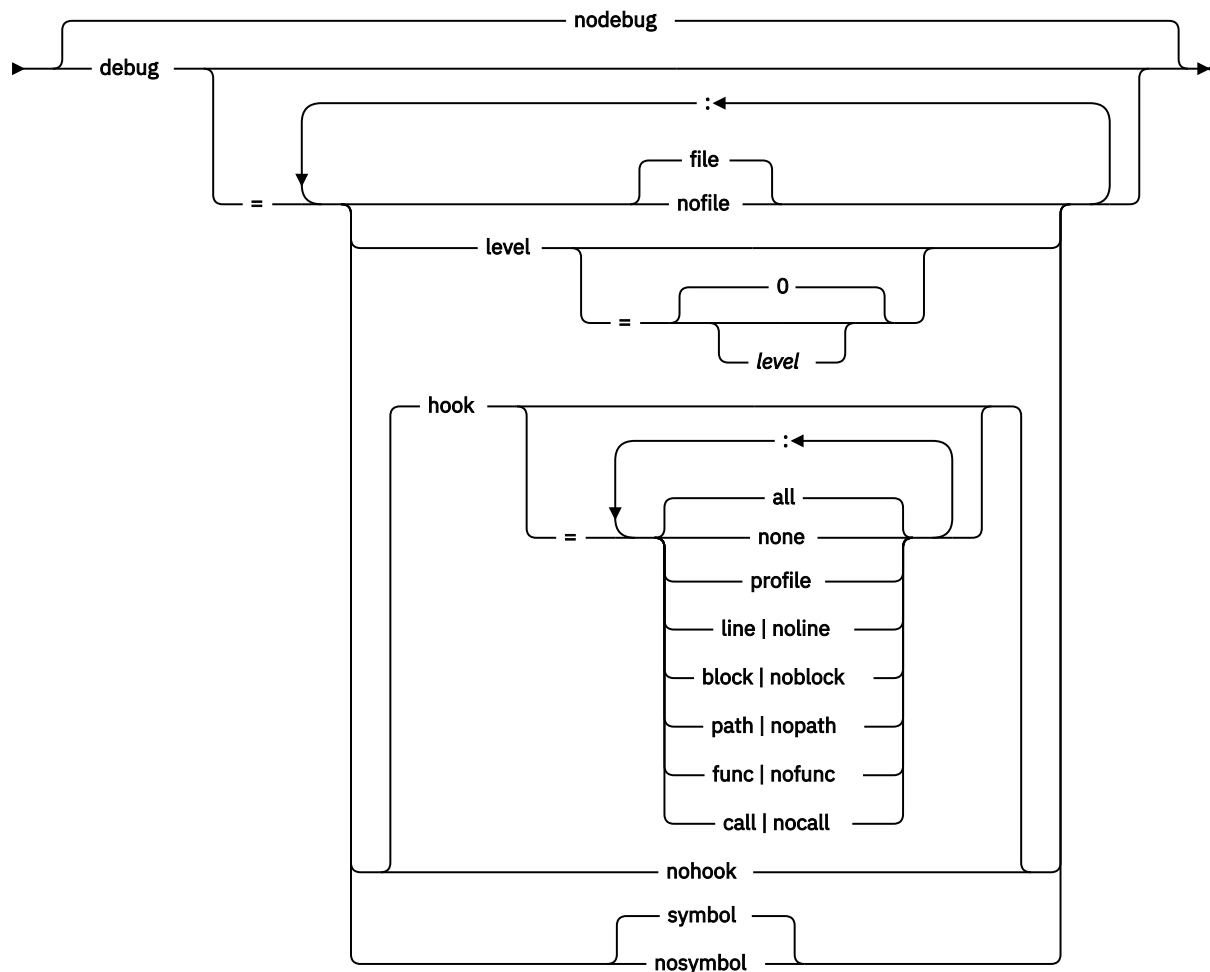 nodebug
debug
:
file
= nofile
level
0
=
level
hook
:
all
= none
profile
line | noline
block | noblock
path | nopath
func | nofunc
call | nocall
nohook
symbol
nosymbol